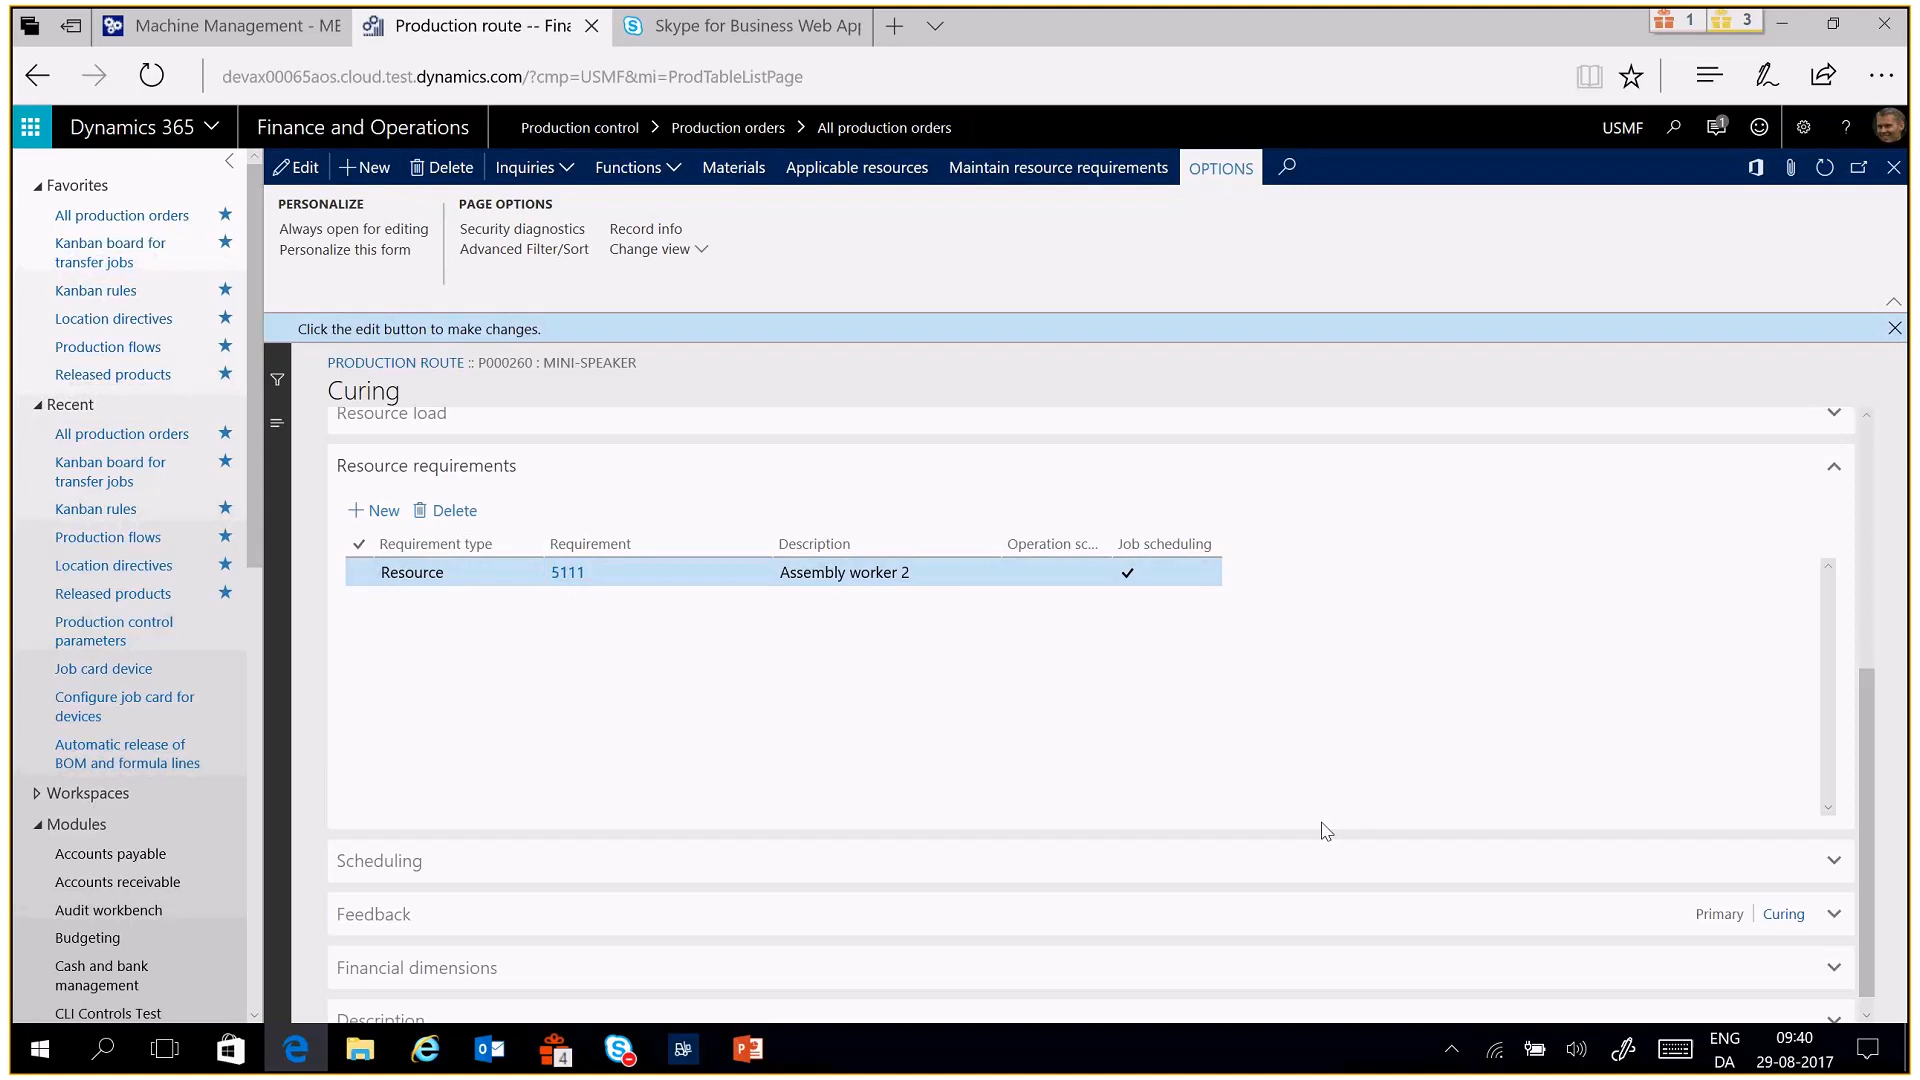 Machine Management - ME
Production route -- Fina
Skype for Business Web App
1
3
devax00065aos.cloud.test.dynamics.com/?cmp=USMF&mi=ProdTableListPage
Dynamics 365
Finance and Operations
Production control > Production orders > All production orders
USMF
1
?
Edit
New
Delete
Inquiries
Functions
Materials
Applicable resources
Maintain resource requirements
OPTIONS
PERSONALIZE
Always open for editing
Personalize this form
PAGE OPTIONS
Security diagnostics
Advanced Filter/Sort
Record info
Change view
Click the edit button to make changes.
Favorites
All production orders
Kanban board for
transfer jobs
Kanban rules
Location directives
Production flows
Released products
Recent
All production orders
Kanban board for
transfer jobs
Kanban rules
Production flows
Location directives
Released products
Production control
parameters
Job card device
Configure job card for
devices
Automatic release of
BOM and formula lines
Workspaces
Modules
Accounts payable
Accounts receivable
Audit workbench
Budgeting
Cash and bank
management
CLI Controls Test
PRODUCTION ROUTE :: P000260 : MINI-SPEAKER
Curing
Resource load
Resource requirements
New
Delete
Requirement type Requirement Description Operation sc... Job scheduling
Resource 5111 Assembly worker 2
Scheduling
Feedback Primary Curing
Financial dimensions
Description
4
ENG
DA
09:40
29-08-2017